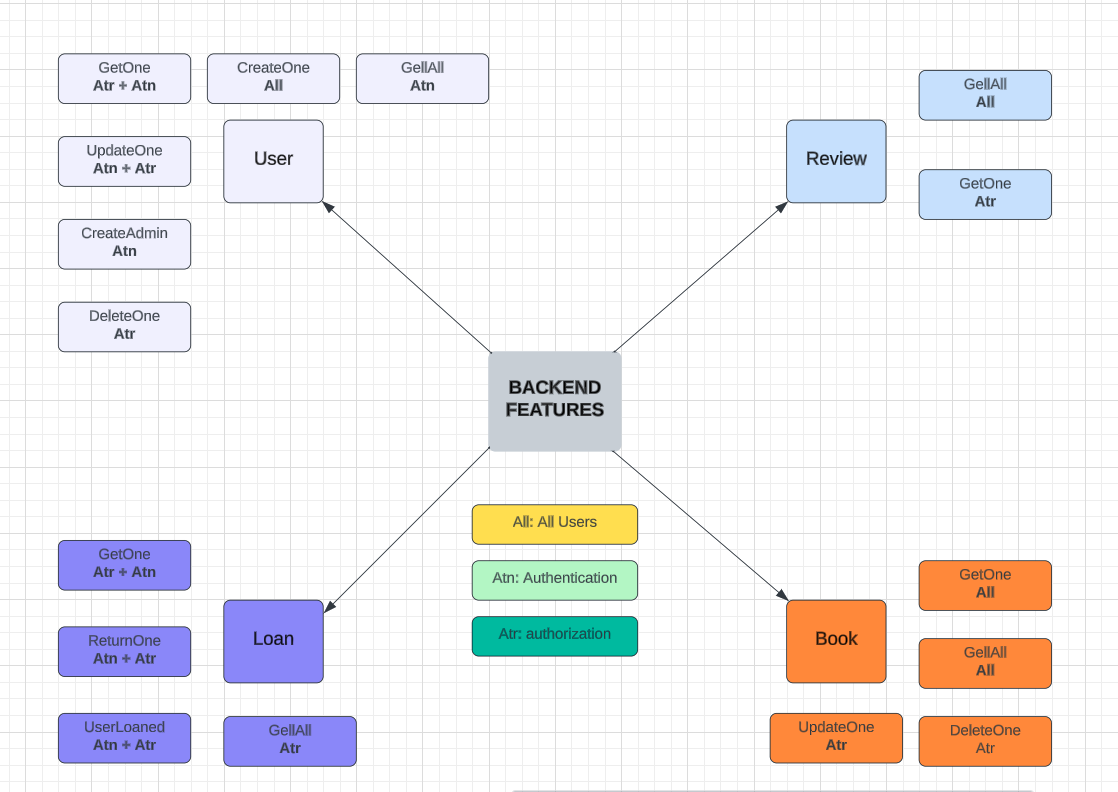 GetOne
Atr + Atn
CreateOne
All
GellAll
Atn
UpdateOne
Atn + Atr
User
CreateAdmin
Atn
DeleteOne
Atr
Review
GellAll
All
GetOne
Atr
BACKEND
FEATURES
All: All Users
Atn: Authentication
Atr: authorization
GetOne
Atr + Atn
ReturnOne
Atn + Atr
Loan
UserLoaned
Atn + Atr
GellAll
Atr
Book
GetOne
All
GellAll
All
UpdateOne
Atr
DeleteOne
Atr